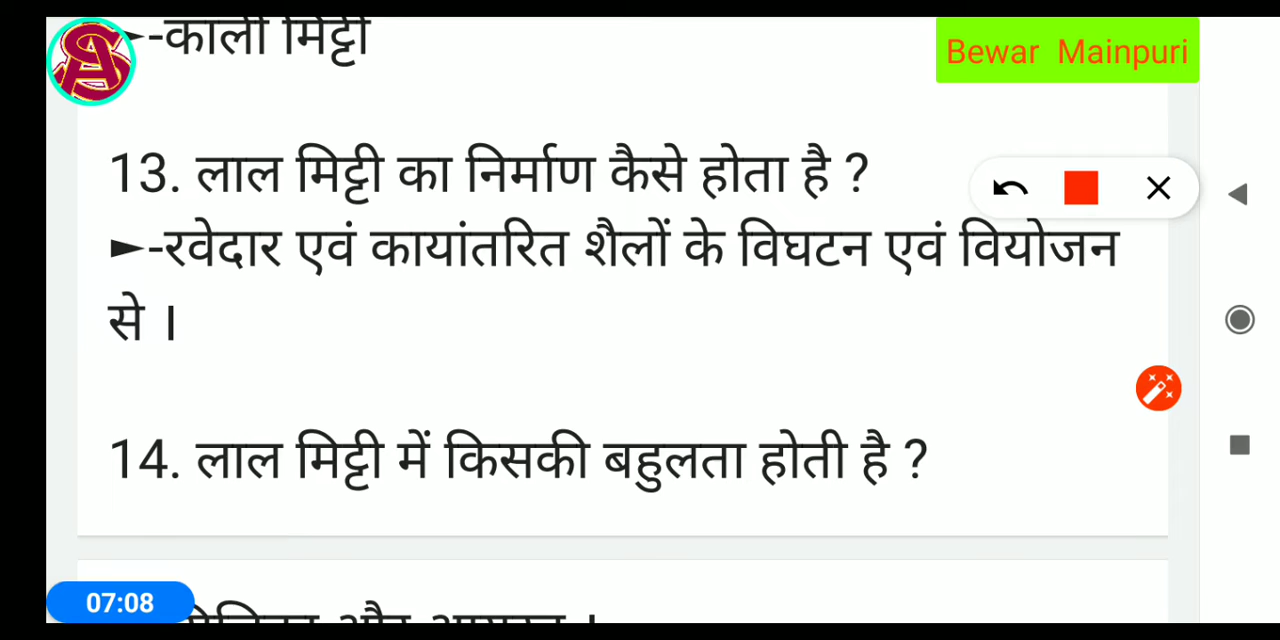 ►-काली मिट्टी
Bewar Mainpuri
13. लाल मिट्टी का निर्माण कैसे होता है ?
►-रवेदार एवं कायांतरित शैलों के विघटन एवं वियोजन
से ।
14. लाल मिट्टी में किसकी बहुलता होती है ?
07:08